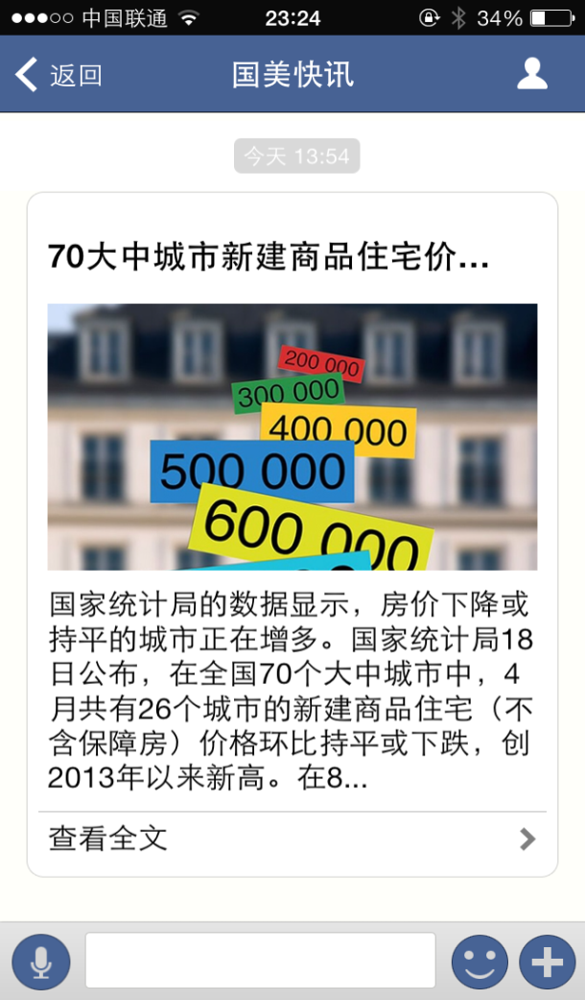 中国联通 23:24 34%
返回 国美快讯
今天 13:54
70大中城市新建商品住宅价...
200 000
300 000
400 000
500 000
600 000
国家统计局的数据显示，房价下降或
持平的城市正在增多。国家统计局18
日公布，在全国70个大中城市中，4
月共有26个城市的新建商品住宅（不
含保障房）价格环比持平或下跌，创
2013年以来新高。在8...
查看全文